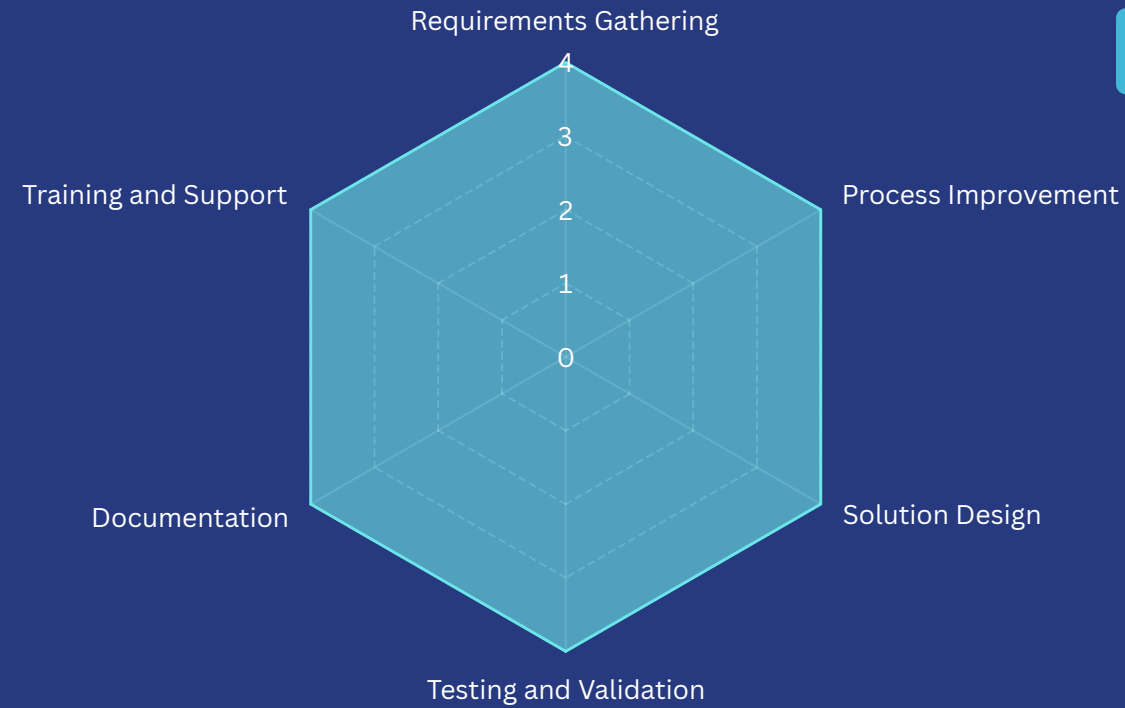 Requirements Gathering
4
3
Training and Support
Process Improvement
2
1
0
Documentation
Solution Design
Testing and Validation